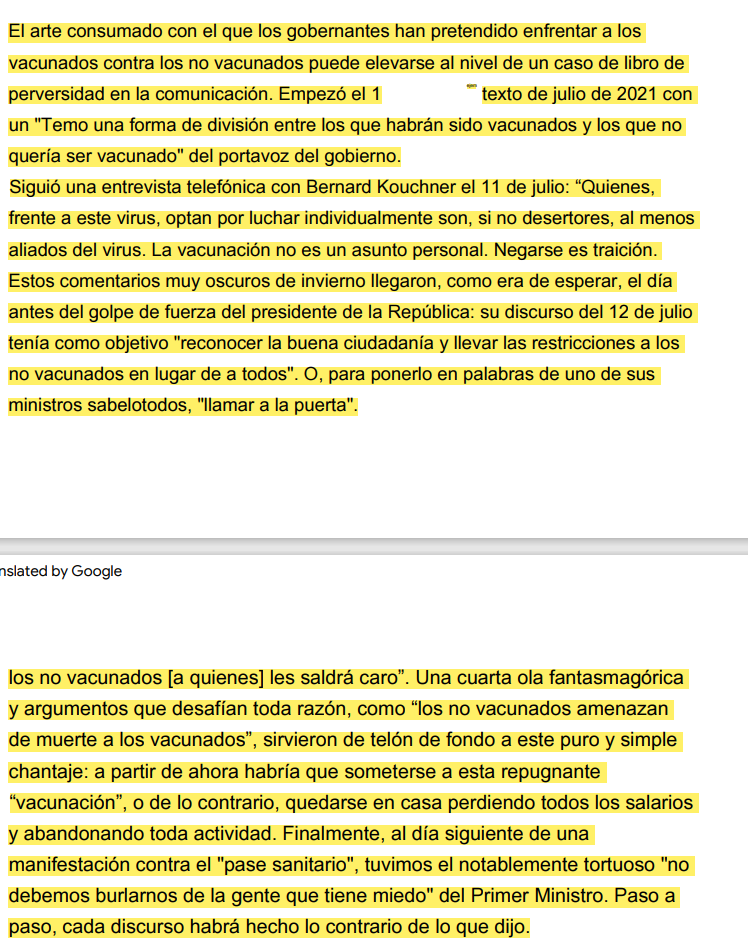 El arte consumado con el que los gobernantes han pretendido enfrentar a los
vacunados contra los no vacunados puede elevarse al nivel de un caso de libro de
perversidad en la comunicación. Empezó el 1 texto de julio de 2021 con
un "Temo una forma de división entre los que habrán sido vacunados y los que no
quería ser vacunado" del portavoz del gobierno.
Siguió una entrevista telefónica con Bernard Kouchner el 11 de julio: “Quienes,
frente a este virus, optan por luchar individualmente son, si no desertores, al menos
aliados del virus. La vacunación no es un asunto personal. Negarse es traición.
Estos comentarios muy oscuros de invierno llegaron, como era de esperar, el día
antes del golpe de fuerza del presidente de la República: su discurso del 12 de julio
tenía como objetivo "reconocer la buena ciudadanía y llevar las restricciones a los
no vacunados en lugar de a todos". O, para ponerlo en palabras de uno de sus
ministros sabelotodos, "llamar a la puerta".
nslated by Google
los no vacunados [a quienes] les saldrá caro”. Una cuarta ola fantasmagórica
y argumentos que desafían toda razón, como “los no vacunados amenazan
de muerte a los vacunados”, sirvieron de telón de fondo a este puro y simple
chantaje: a partir de ahora habría que someterse a esta repugnante
“vacunación”, o de lo contrario, quedarse en casa perdiendo todos los salarios
y abandonando toda actividad. Finalmente, al día siguiente de una
manifestación contra el "pase sanitario", tuvimos el notablemente tortuoso "no
debemos burlarnos de la gente que tiene miedo" del Primer Ministro. Paso a
paso, cada discurso habrá hecho lo contrario de lo que dijo.